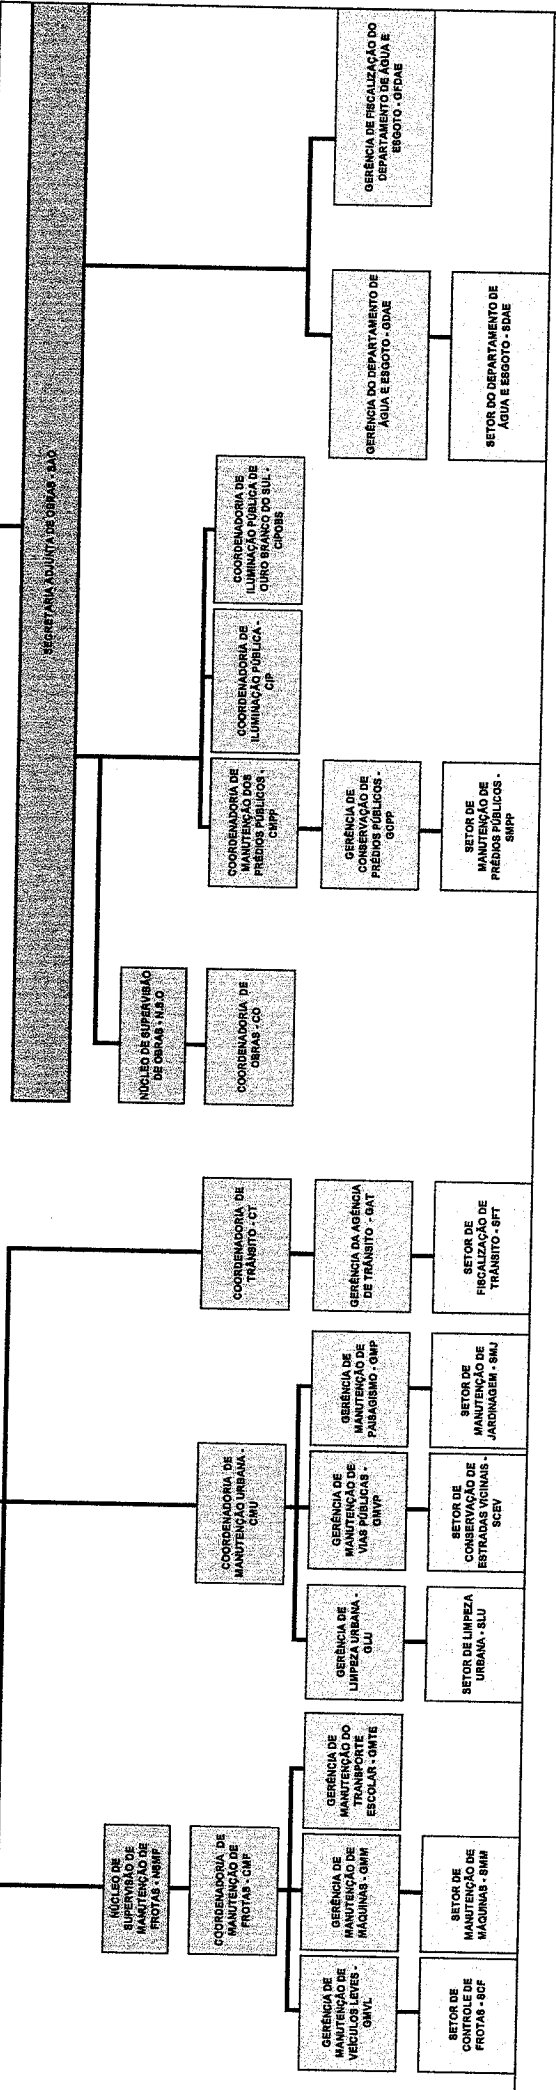 SECRETARIA ADJUNTA DE OBRAS - SAO
NÚCLEO DE
SUPERVISÃO DE
MANUTENÇÃO DE
FROTAS - NSMF
COORDENADORIA DE
MANUTENÇÃO DE
FROTAS - CMF
GERÊNCIA DE
MANUTENÇÃO DE
VEÍCULOS LEVES -
GMVL
SETOR DE
CONTROLE DE
FROTAS - SCF
GERÊNCIA DE
MANUTENÇÃO DE
MÁQUINAS - GMM
SETOR DE
MANUTENÇÃO DE
MÁQUINAS - SMM
GERÊNCIA DE
MANUTENÇÃO DO
TRANSPORTE
ESCOLAR - GMTE
COORDENADORIA DE
MANUTENÇÃO URBANA -
CMU
GERÊNCIA DE
LIMPEZA URBANA -
GLU
SETOR DE LIMPEZA
URBANA - SLU
GERÊNCIA DE
MANUTENÇÃO DE
VIAS PÚBLICAS -
GMVP
SETOR DE
CONSERVAÇÃO DE
ESTRADAS VICINAIS -
SCEV
GERÊNCIA DE
MANUTENÇÃO DE
PAISAGISMO - GMP
SETOR DE
MANUTENÇÃO DE
JARDINAGEM - SMJ
COORDENADORIA DE
TRÂNSITO - CT
GERÊNCIA DA AGÊNCIA
DE TRÂNSITO - GAT
SETOR DE
FISCALIZAÇÃO DE
TRÂNSITO - SFT
NÚCLEO DE SUPERVISÃO
DE OBRAS - N.S.O
COORDENADORIA DE
OBRAS - CO
COORDENADORIA DE
MANUTENÇÃO DOS
PRÉDIOS PÚBLICOS -
CMPP
GERÊNCIA DE
CONSERVAÇÃO DE
PRÉDIOS PÚBLICOS -
GCPP
SETOR DE
MANUTENÇÃO DE
PRÉDIOS PÚBLICOS -
SMPP
COORDENADORIA DE
ILUMINAÇÃO PÚBLICA -
CIP
COORDENADORIA DE
ILUMINAÇÃO PÚBLICA DE
OURO BRANCO DO SUL -
CIPOBS
GERÊNCIA DO DEPARTAMENTO DE
ÁGUA E ESGOTO - GDAE
SETOR DO DEPARTAMENTO DE
ÁGUA E ESGOTO - SDAE
GERÊNCIA DE FISCALIZAÇÃO DO
DEPARTAMENTO DE ÁGUA E
ESGOTO - GFDAE